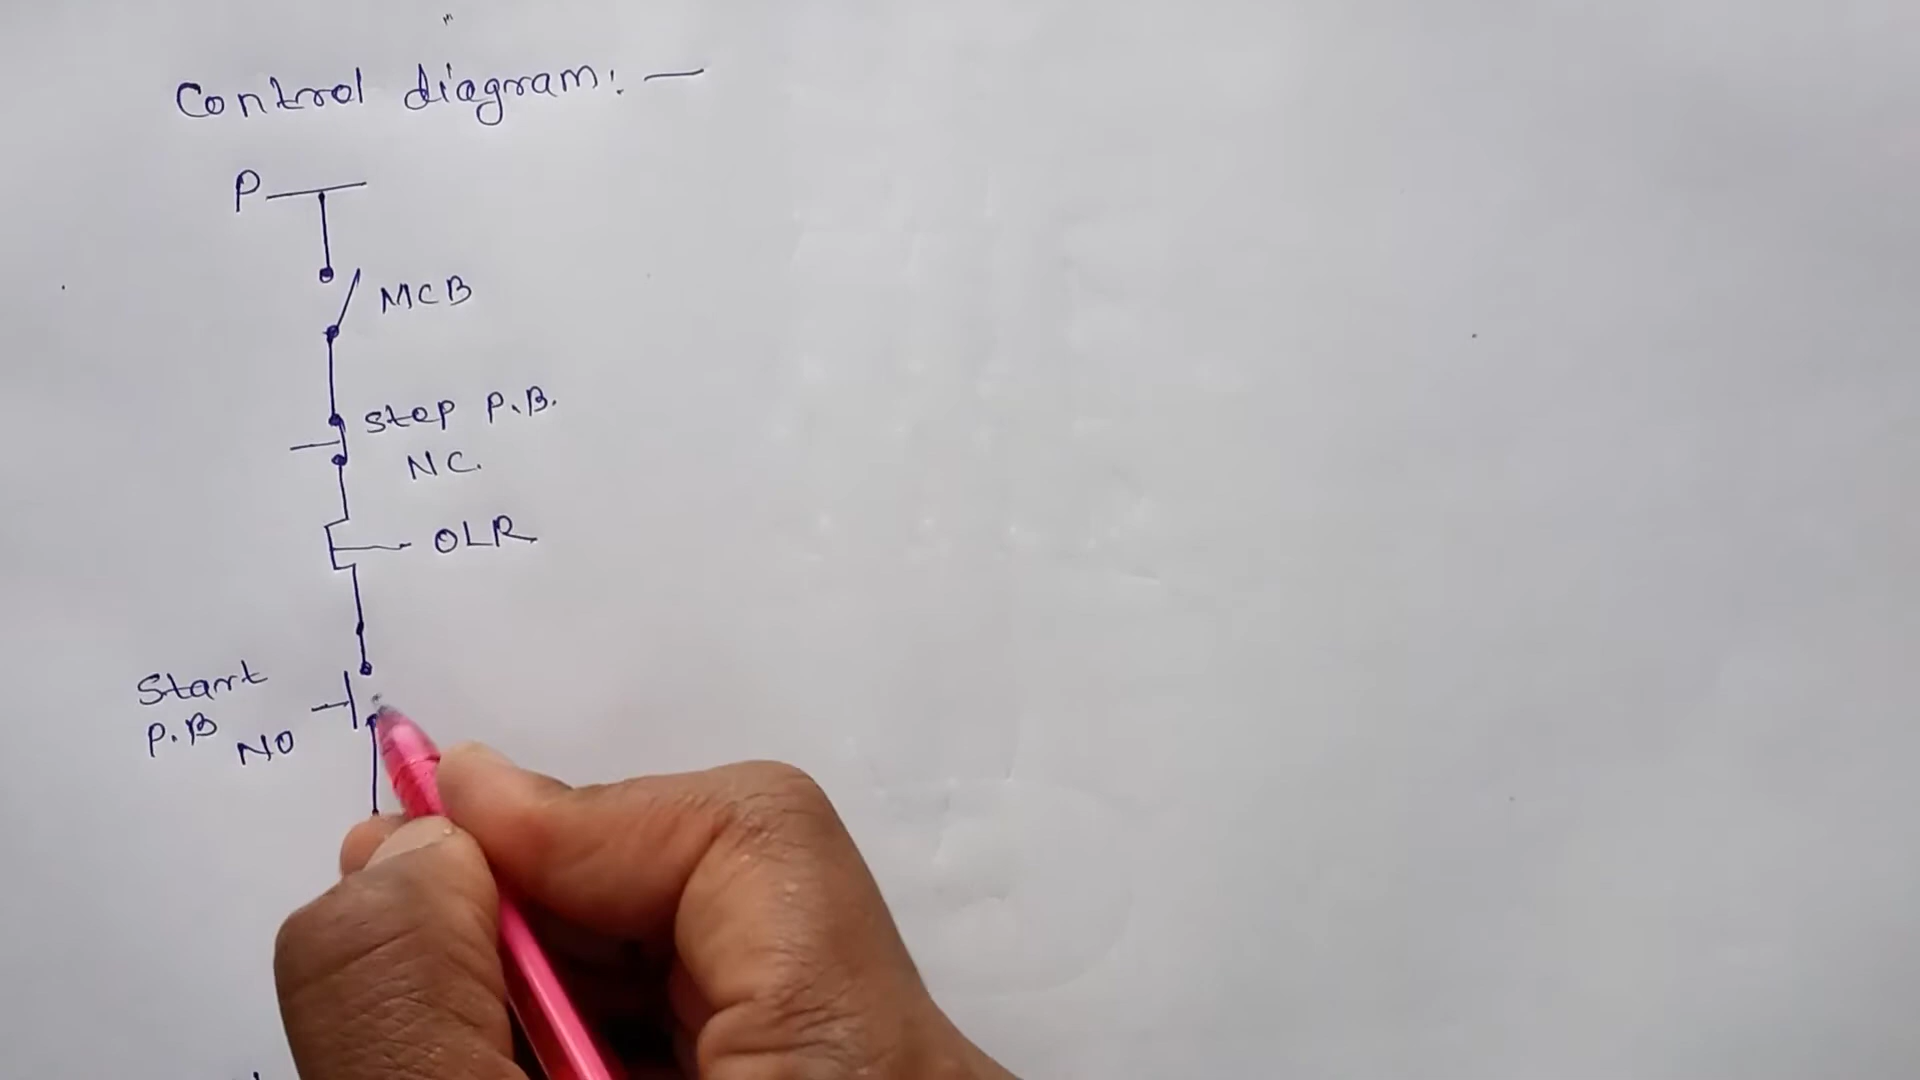 Control diagram: —
P
MCB
Stop P.B.
NC.
OLR
Start
P.B
NO